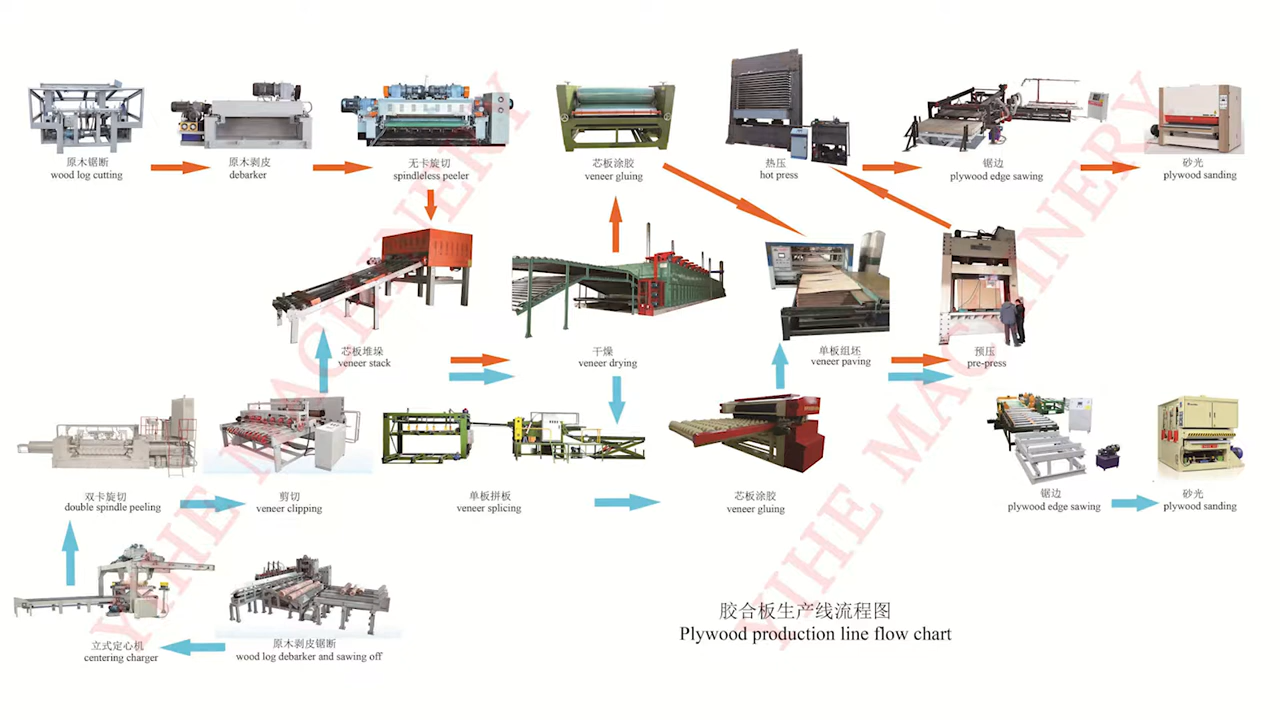 原木锯断
wood log cutting
原木剥皮
debarker
无卡旋切
spindleless peeler
芯板涂胶
veneer gluing
热压
hot press
锯边
plywood edge sawing
砂光
plywood sanding
芯板堆垛
veneer stack
干燥
veneer drying
单板组坯
veneer paving
预压
pre-press
双卡旋切
double spindle peeling
剪切
veneer clipping
单板拼板
veneer splicing
芯板涂胶
veneer gluing
锯边
plywood edge sawing
砂光
plywood sanding
立式定心机
centering charger
原木剥皮锯断
wood log debarker and sawing off
胶合板生产线流程图
Plywood production line flow chart
YIHE MACHINERY
YIHE MACHINERY